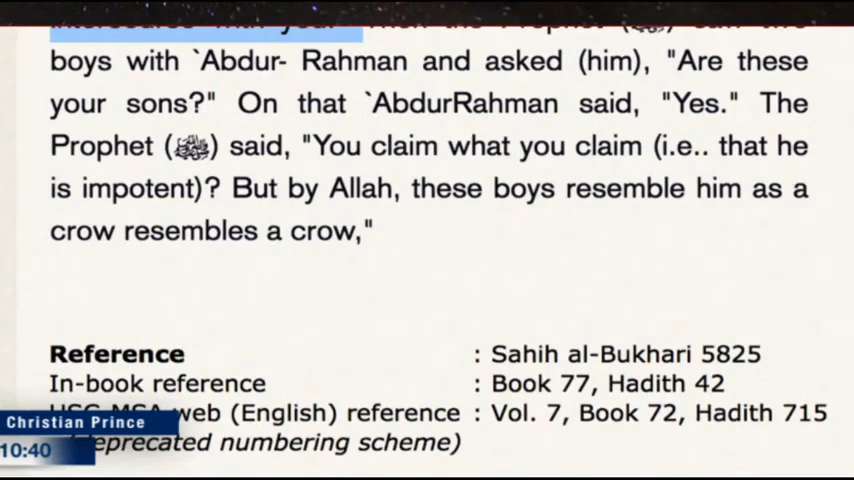 boys with `Abdur- Rahman and asked (him), "Are these
your sons?" On that `AbdurRahman said, "Yes." The
Prophet (ﷺ) said, "You claim what you claim (i.e.. that he
is impotent)? But by Allah, these boys resemble him as a
crow resembles a crow,"
Reference : Sahih al-Bukhari 5825
In-book reference : Book 77, Hadith 42
USC-MSA web (English) reference : Vol. 7, Book 72, Hadith 715
(deprecated numbering scheme)
Christian Prince
10:40